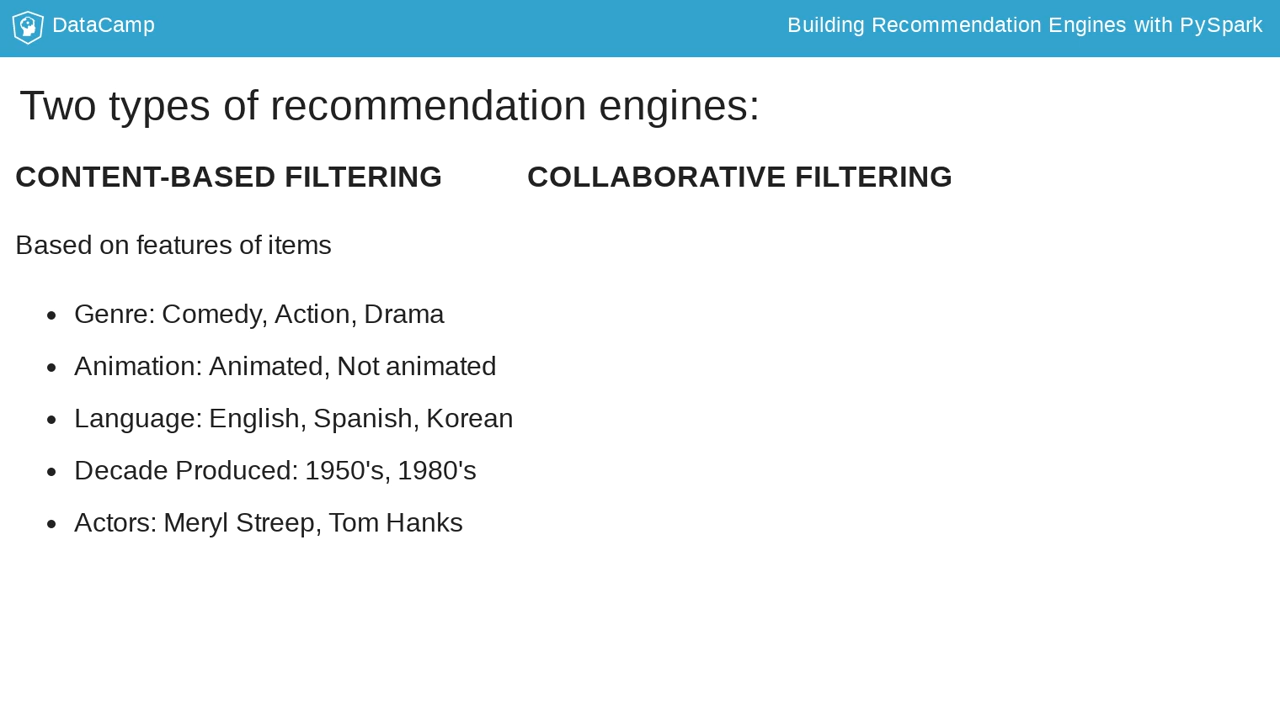 DataCamp
Building Recommendation Engines with PySpark
Two types of recommendation engines:
CONTENT-BASED FILTERING
COLLABORATIVE FILTERING
Based on features of items
• Genre: Comedy, Action, Drama
• Animation: Animated, Not animated
• Language: English, Spanish, Korean
• Decade Produced: 1950's, 1980's
• Actors: Meryl Streep, Tom Hanks